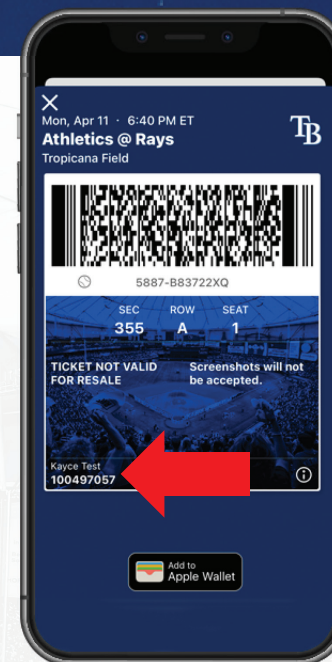 Mon, Apr 11 · 6:40 PM ET
Athletics @ Rays
Tropicana Field
TB
5887-B83722XQ
SEC ROW SEAT
355 A 1
TICKET NOT VALID FOR RESALE
Screenshots will not be accepted.
Kayce Test
100497057
Add to
Apple Wallet